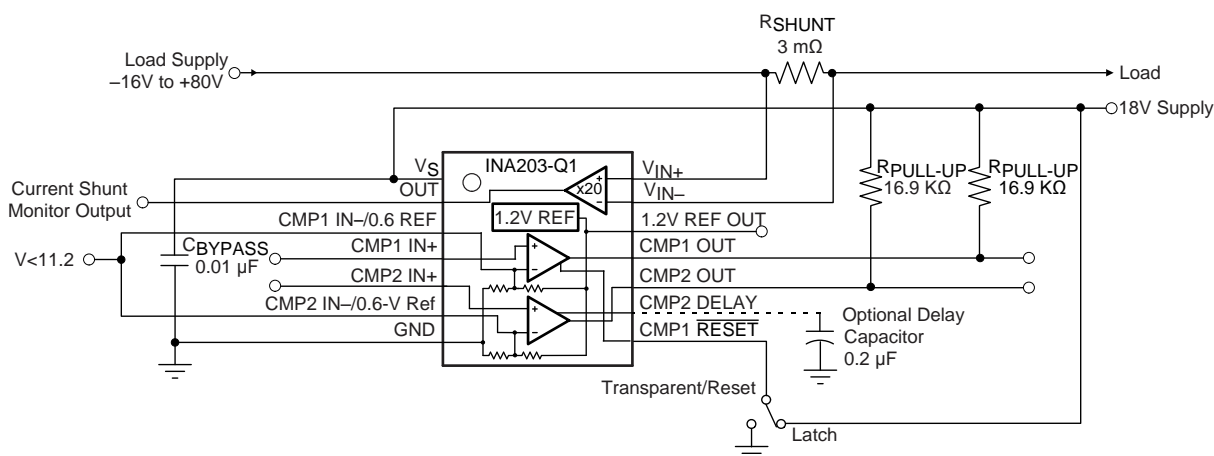 RSHUNT
3 mΩ
Load Supply
–16V to +80V
Load
18V Supply
INA203-Q1
VS
OUT
Current Shunt
Monitor Output
x20
VIN+
VIN–
RPULL-UP
16.9 KΩ
RPULL-UP
16.9 KΩ
1.2V REF
1.2V REF OUT
CMP1 IN–/0.6 REF
CMP1 IN+
CMP1 OUT
V<11.2
CBYPASS
0.01 µF
CMP2 IN+
CMP2 OUT
CMP2 IN–/0.6-V Ref
CMP2 DELAY
GND
CMP1 RESET
Optional Delay
Capacitor
0.2 µF
Transparent/Reset
Latch